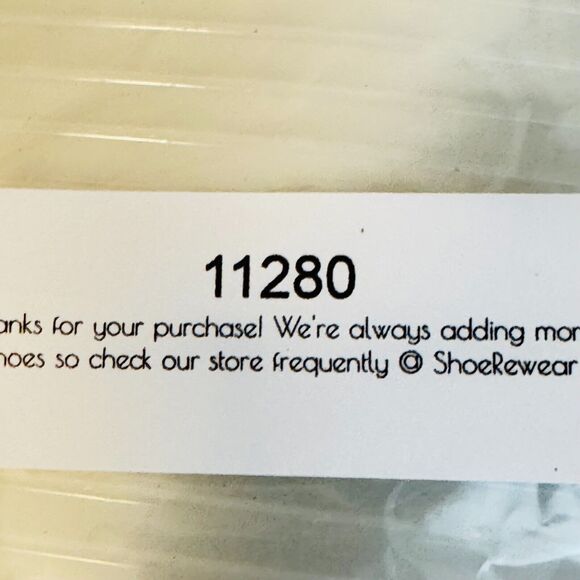 11280
anks for your purchase! We're always adding mor
hoes so check our store frequently @ ShoeRewear